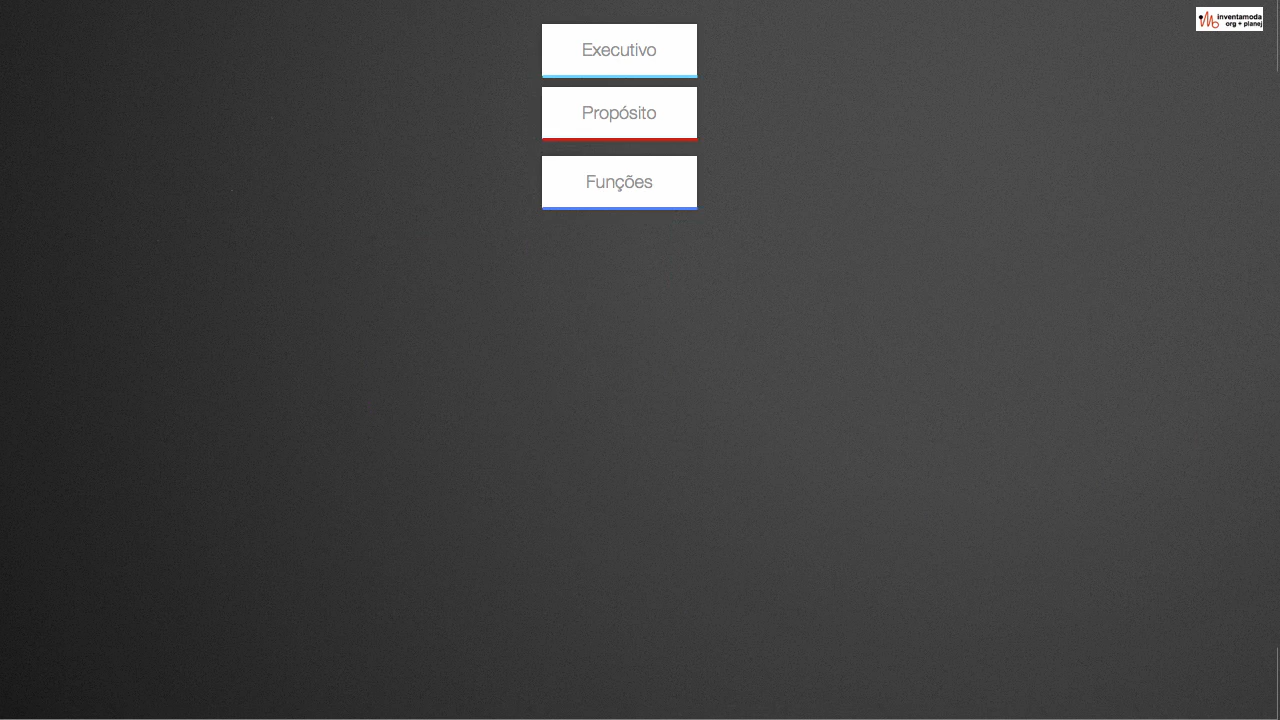 inventamoda
org + planej
Executivo
Propósito
Funções